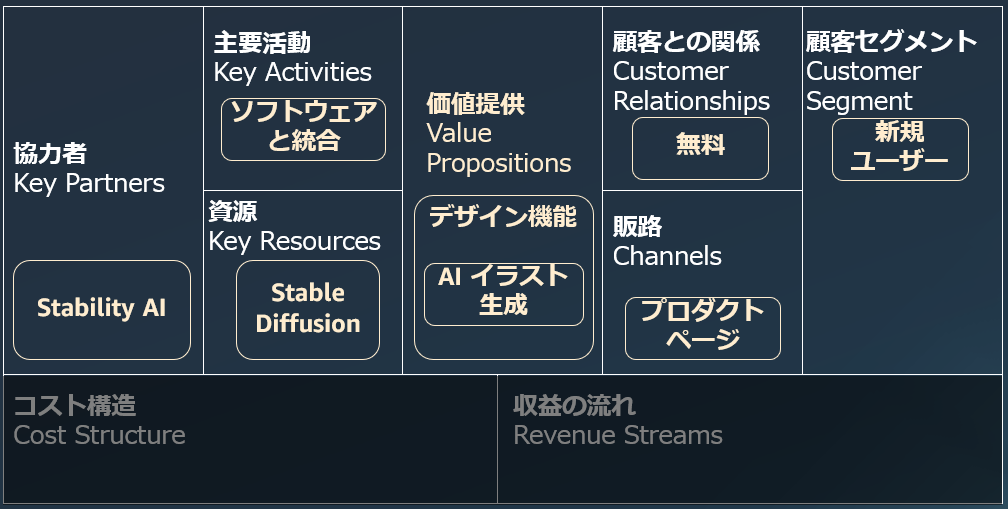 協力者
Key Partners
Stability AI
主要活動
Key Activities
ソフトウェア
と統合
資源
Key Resources
Stable
Diffusion
価値提供
Value
Propositions
デザイン機能
AI イラスト
生成
顧客との関係
Customer
Relationships
無料
販路
Channels
プロダクト
ページ
顧客セグメント
Customer
Segment
新規
ユーザー
コスト構造
Cost Structure
収益の流れ
Revenue Streams